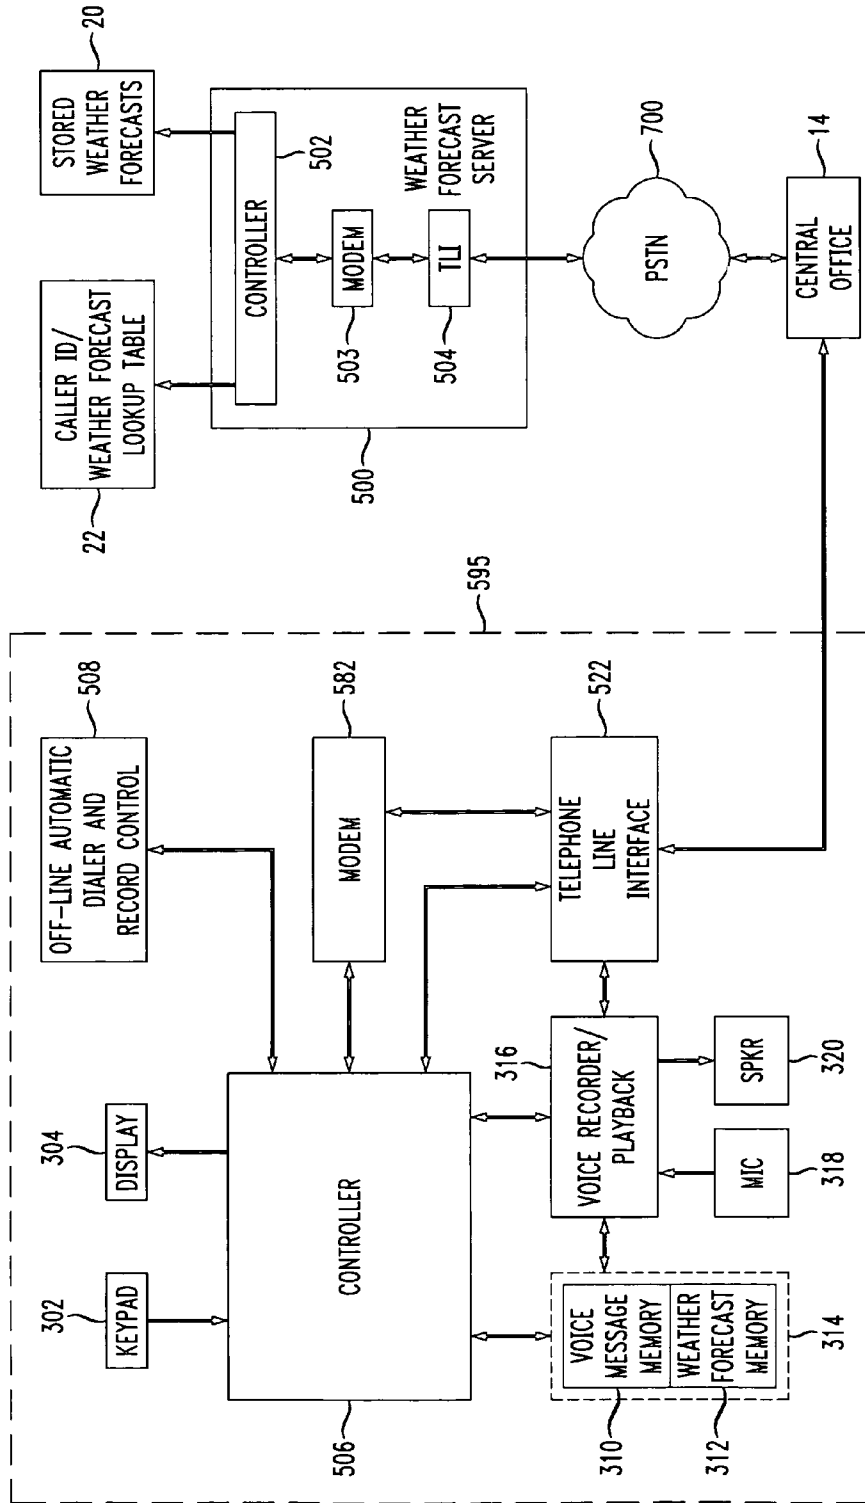 595
KEYPAD
302
DISPLAY
304
OFF-LINE AUTOMATIC
DIALER AND
RECORD CONTROL
508
CONTROLLER
506
MODEM
582
VOICE
MESSAGE
MEMORY
310
WEATHER
FORECAST
MEMORY
312
314
VOICE RECORDER/
PLAYBACK
316
MIC
318
SPKR
320
TELEPHONE
LINE
INTERFACE
522
CALLER ID/
WEATHER FORECAST
LOOKUP TABLE
22
STORED
WEATHER
FORECASTS
20
CONTROLLER
502
MODEM
503
TLI
504
WEATHER
FORECAST
SERVER
500
PSTN
700
CENTRAL
OFFICE
14